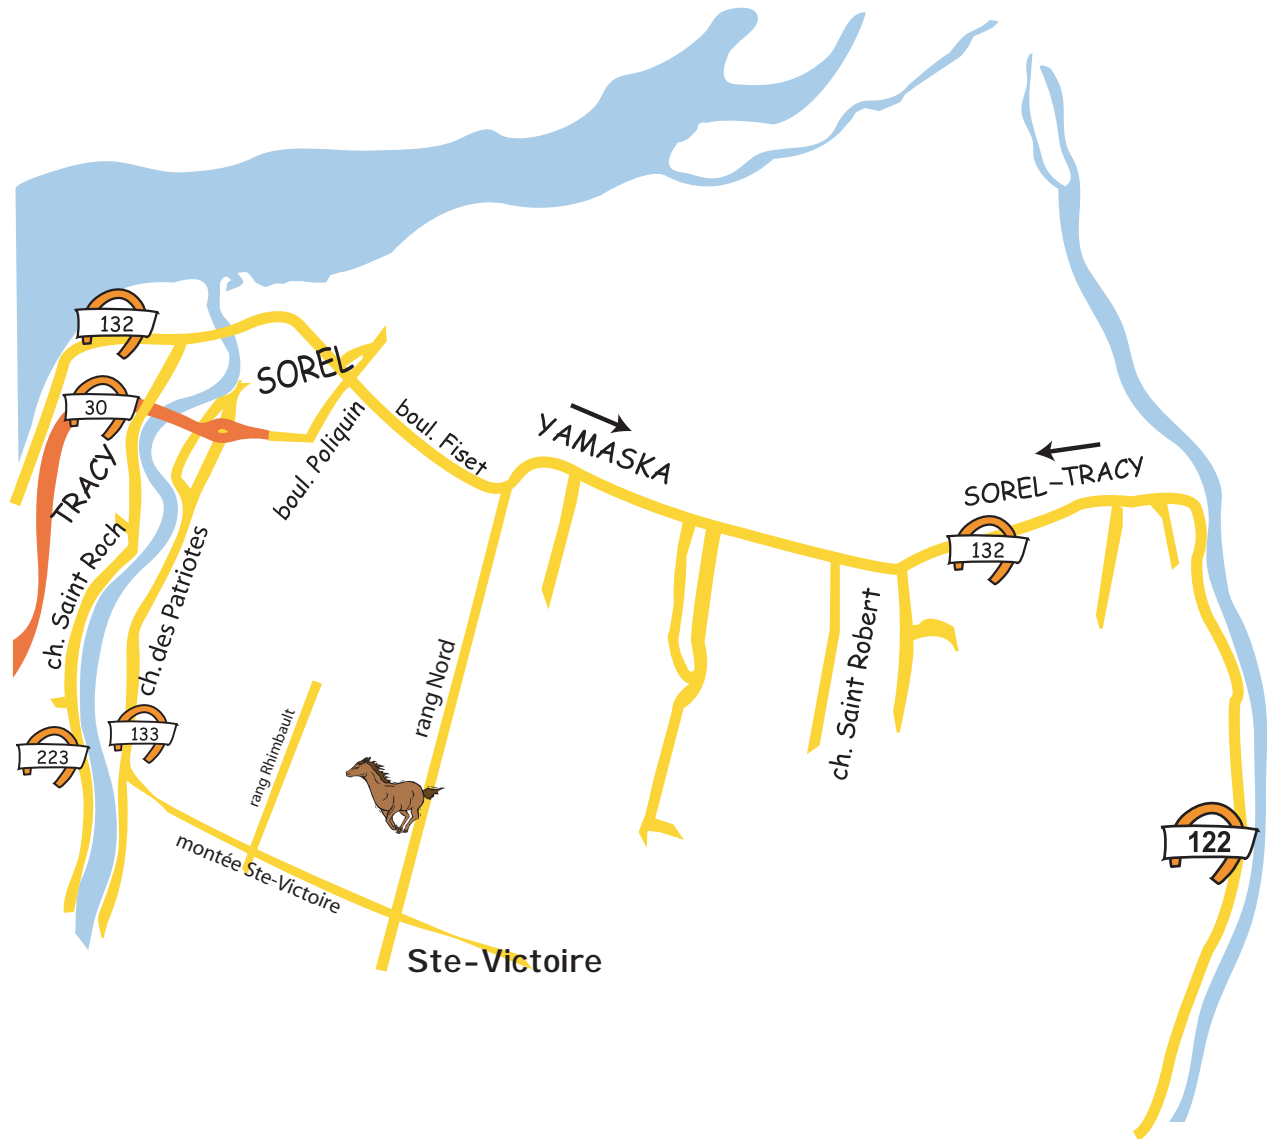 132
30
SOREL
boul. Fiset
YAMASKA
boul. Poliquin
TRACY
SOREL-TRACY
132
ch. Saint Roch
ch. des Patriotes
ch. Saint Robert
rang Nord
rang Rhimbault
133
223
122
montée Ste-Victoire
Ste-Victoire